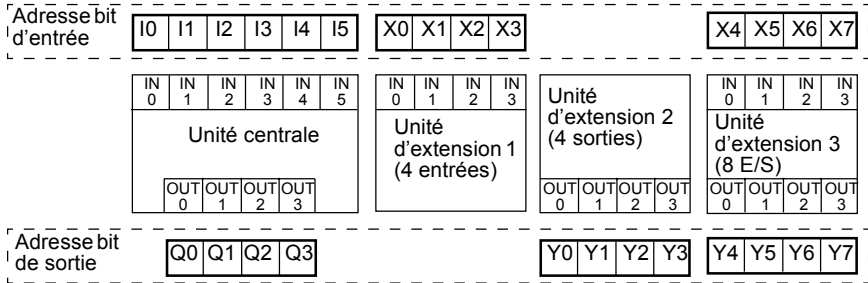 Adresse bit
d'entrée
I0 I1 I2 I3 I4 I5 X0 X1 X2 X3 X4 X5 X6 X7
IN IN IN IN IN IN IN IN IN IN IN IN IN IN
0 1 2 3 4 5 0 1 2 3 0 1 2 3
Unité centrale
OUT OUT OUT OUT
0 1 2 3
Unité
d'extension 1
(4 entrées)
Unité
d'extension 2
(4 sorties)
OUT OUT OUT OUT
0 1 2 3
Unité
d'extension 3
(8 E/S)
OUT OUT OUT OUT
0 1 2 3
Adresse bit
de sortie
Q0 Q1 Q2 Q3 Y0 Y1 Y2 Y3 Y4 Y5 Y6 Y7